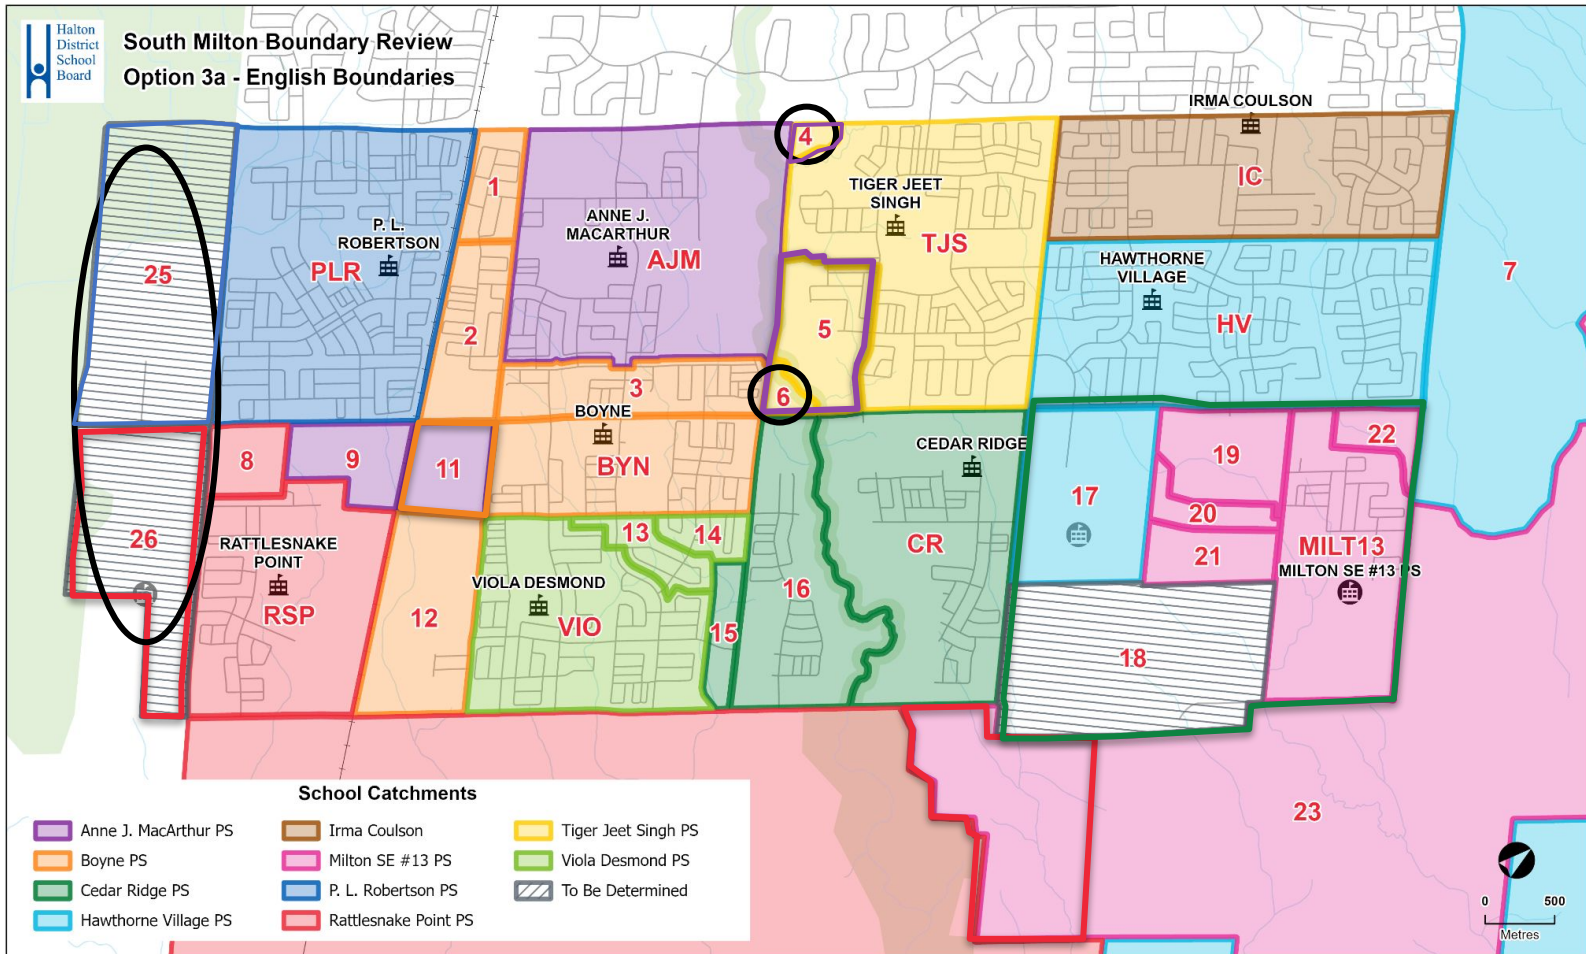 Halton
District
School
Board
South Milton Boundary Review
Option 3a - English Boundaries
IRMA COULSON
IC
4
TIGER JEET
SINGH
TJS
1
ANNE J.
MACARTHUR
AJM
P. L.
ROBERTSON
PLR
25
HAWTHORNE
VILLAGE
HV
7
2
5
3
6
BOYNE
BYN
CEDAR RIDGE
CR
8
9
11
17
19
22
20
21
MILT13
MILTON SE #13 PS
26
RATTLESNAKE
POINT
RSP
12
VIOLA DESMOND
VIO
13
14
15
16
18
23
School Catchments
Anne J. MacArthur PS
Boyne PS
Cedar Ridge PS
Hawthorne Village PS
Irma Coulson
Milton SE #13 PS
P. L. Robertson PS
Rattlesnake Point PS
Tiger Jeet Singh PS
Viola Desmond PS
To Be Determined
0 500
Metres